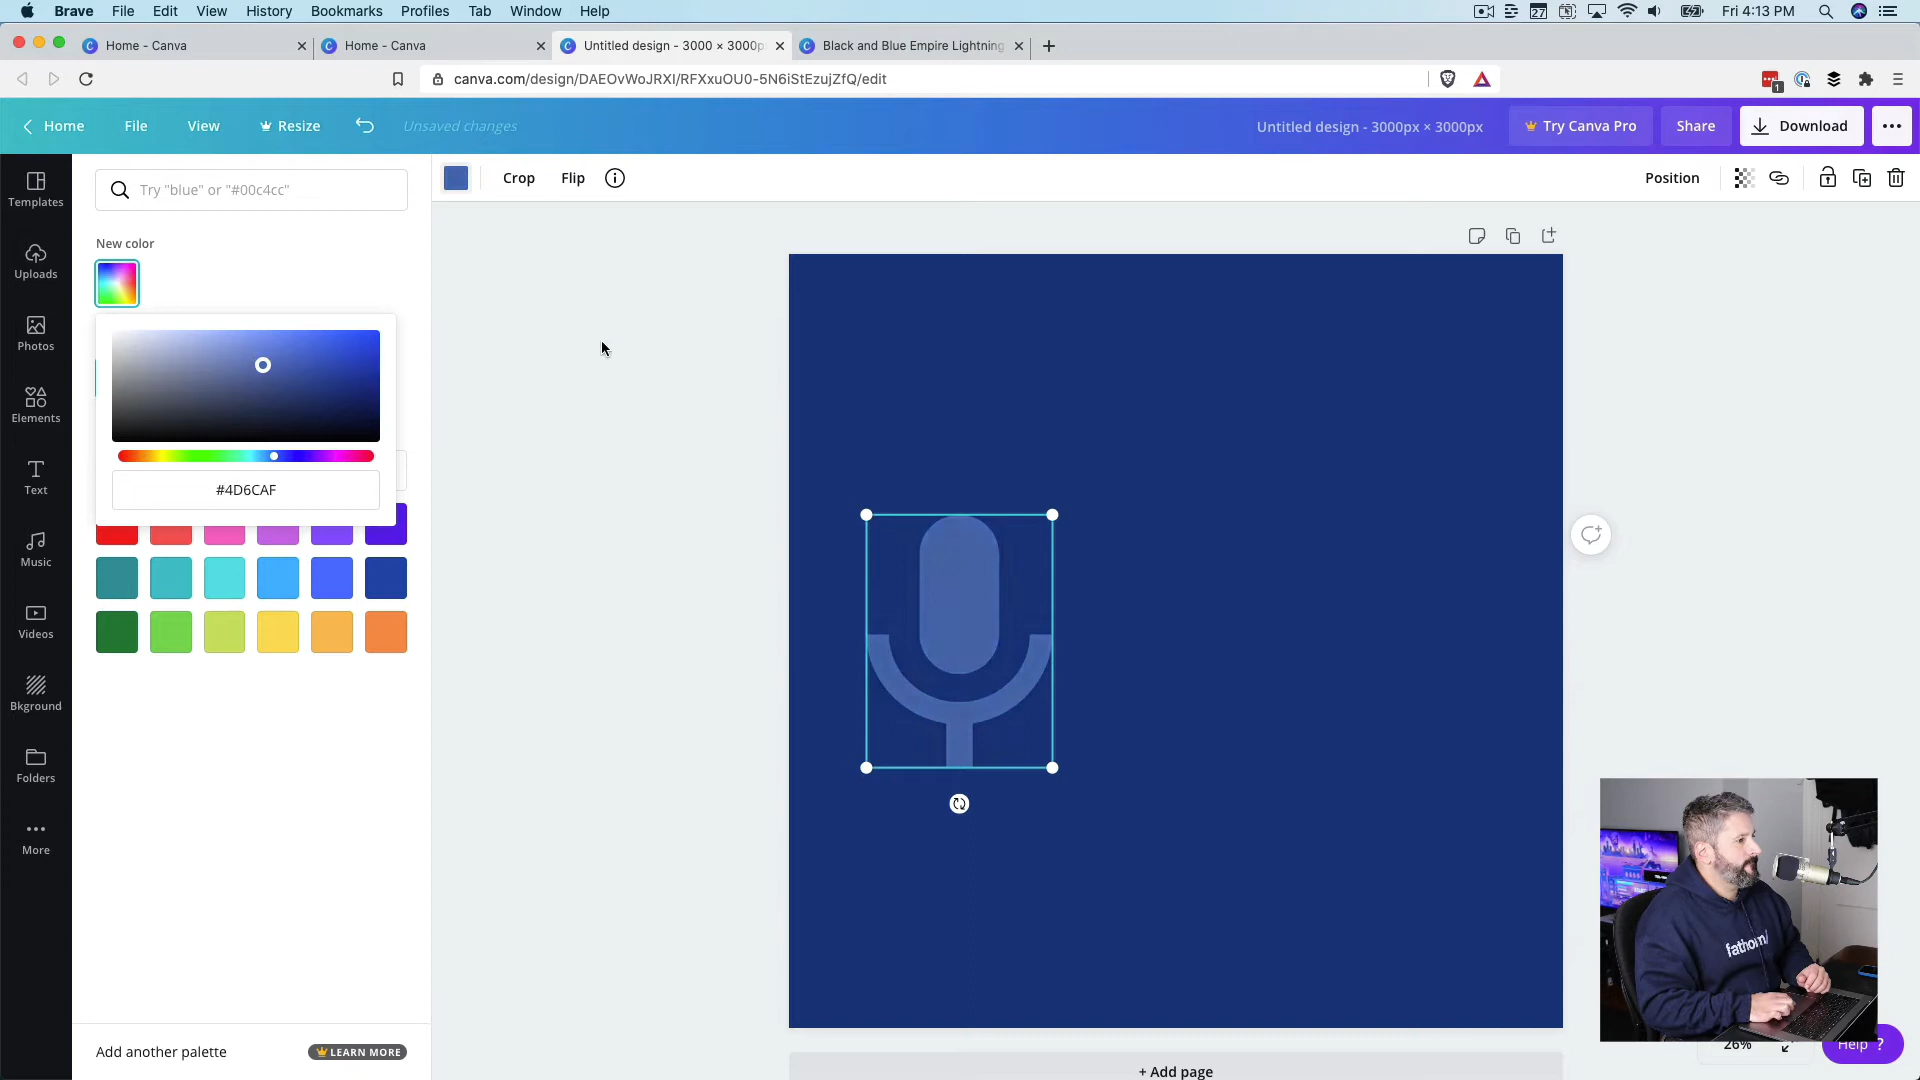 Brave File Edit View History Bookmarks Profiles Tab Window Help
27
Fri 4:13 PM
Home - Canva
Home - Canva
Untitled design - 3000 × 3000p
Black and Blue Empire Lightning
canva.com/design/DAEOvWoJRXI/RFXxuOU0-5N6iStEzujZfQ/edit
1
Home File View Resize Unsaved changes
Untitled design - 3000px × 3000px
Try Canva Pro
Share
Download
Templates
Uploads
Photos
Elements
Text
Music
Videos
Bkground
Folders
More
Try "blue" or "#00c4cc"
New color
#4D6CAF
Add another palette
LEARN MORE
Crop Flip
Position
+ Add page
fathom/
26%
Help ?